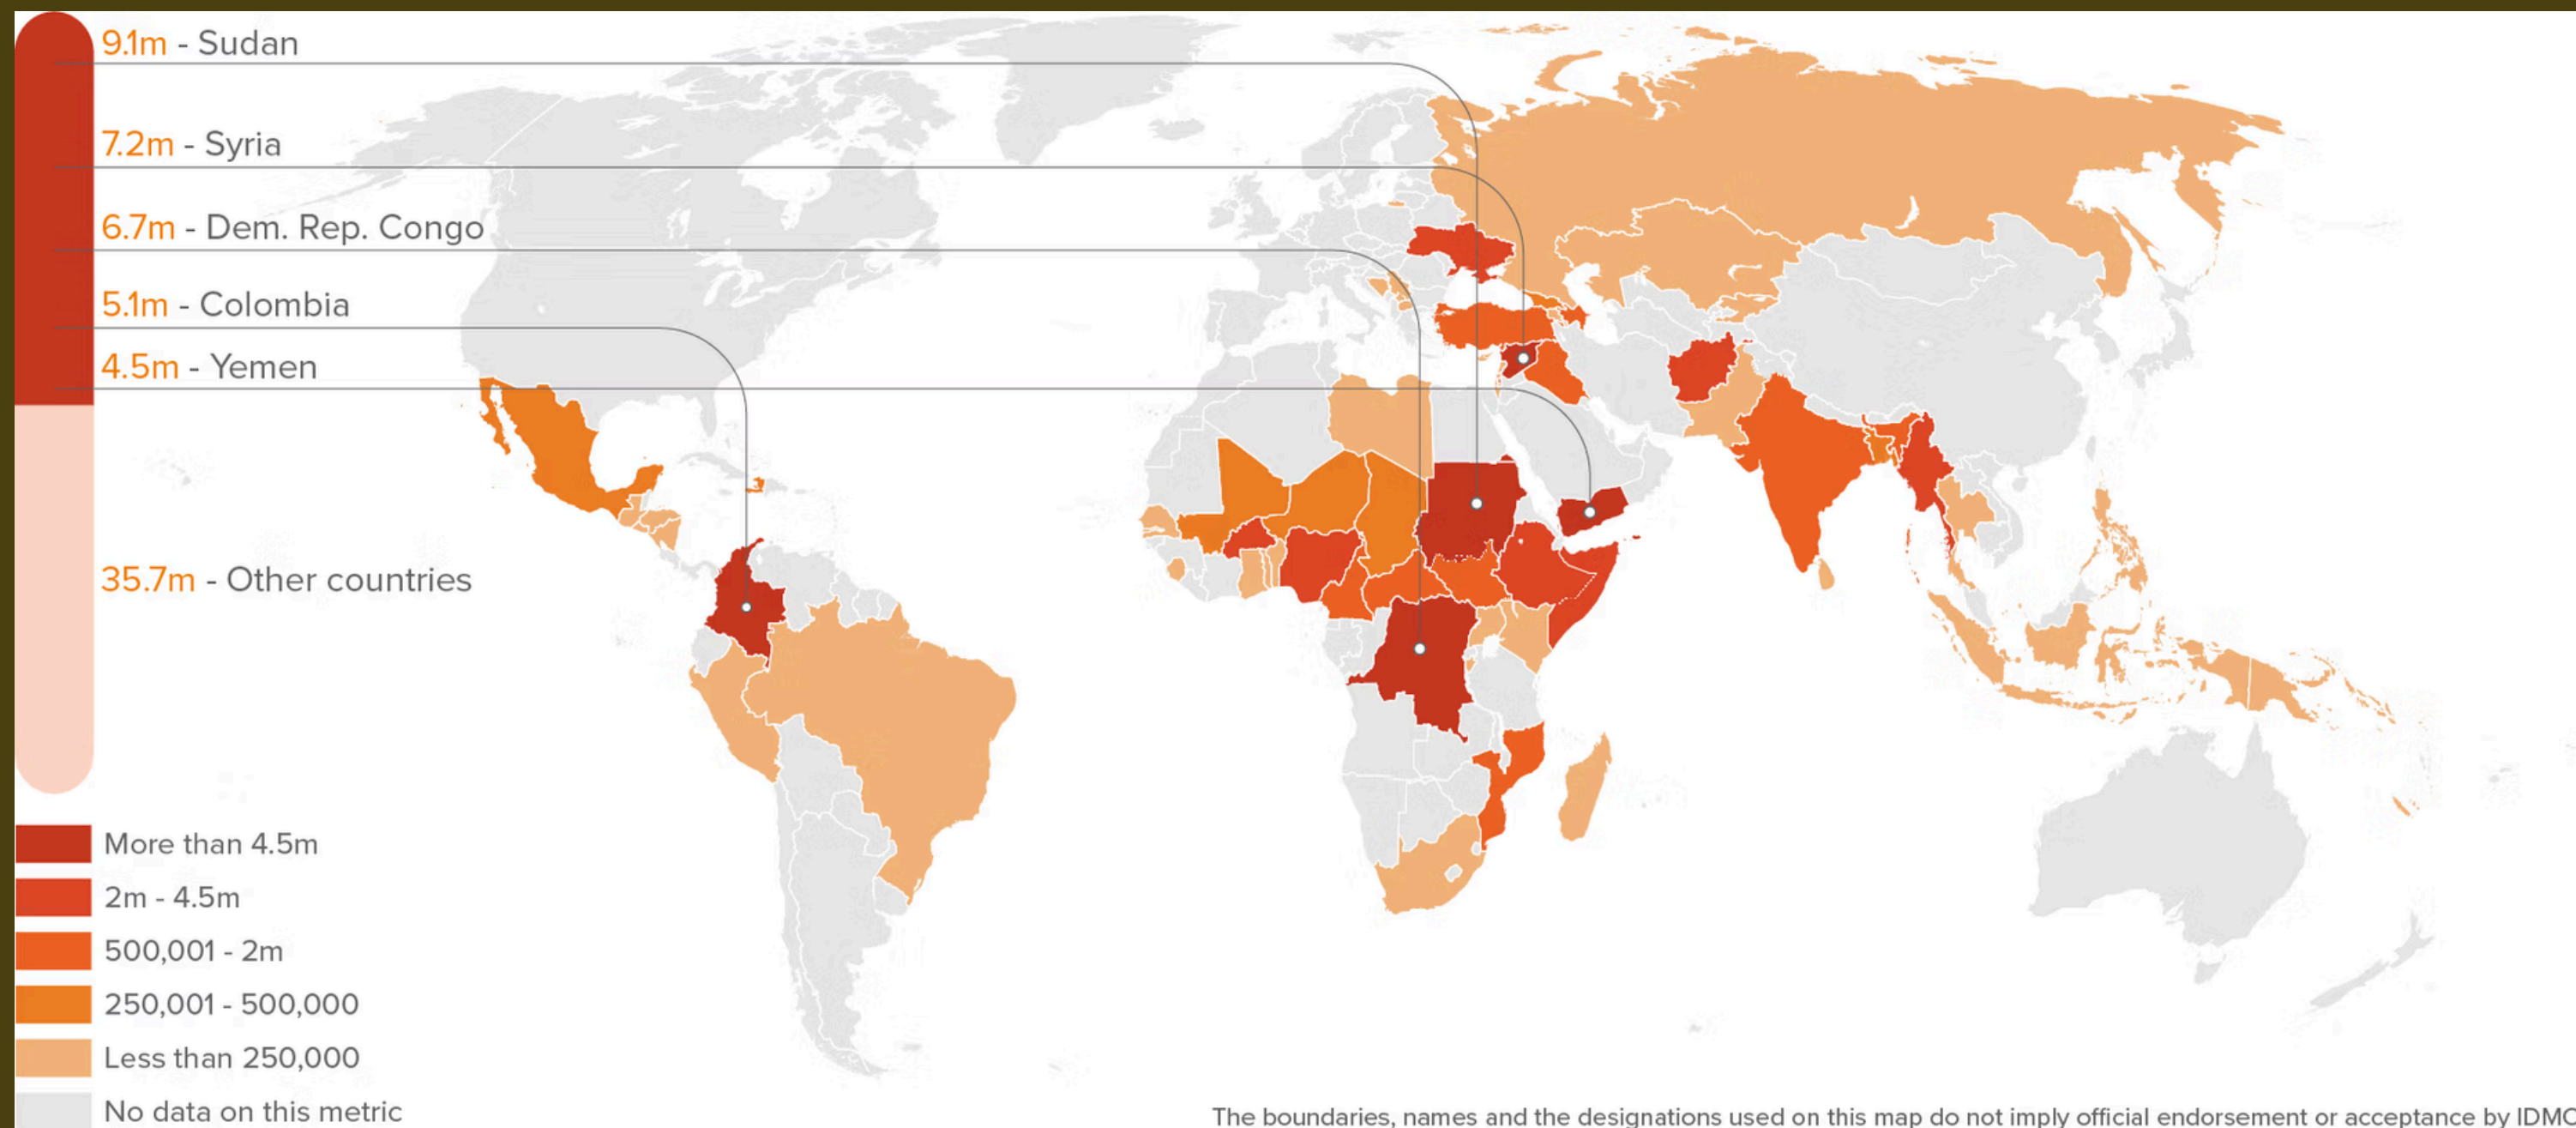 9.1m - Sudan
7.2m - Syria
6.7m - Dem. Rep. Congo
5.1m - Colombia
4.5m - Yemen
35.7m - Other countries
More than 4.5m
2m - 4.5m
500,001 - 2m
250,001 - 500,000
Less than 250,000
No data on this metric
The boundaries, names and the designations used on this map do not imply official endorsement or acceptance by IDMC